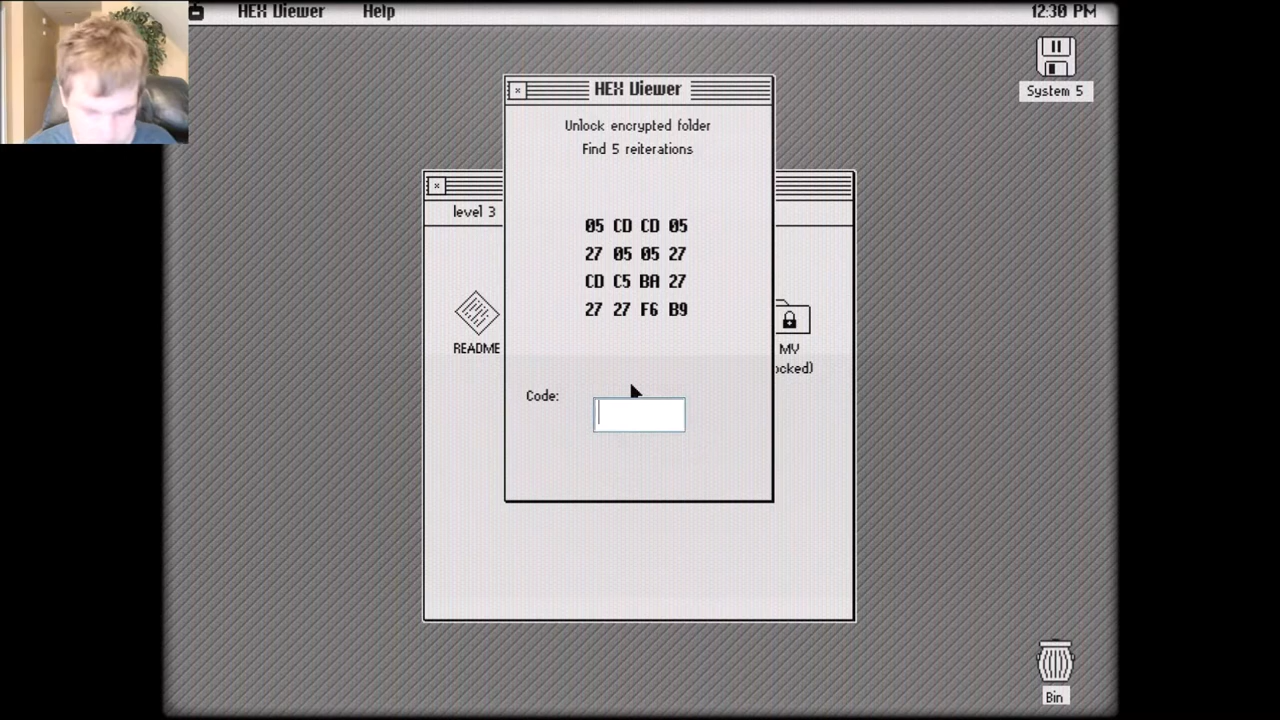 HEX Viewer Help 12:30 PM
System 5
HEX Viewer
Unlock encrypted folder
Find 5 reiterations
level 3
05 CD CD 05
27 05 05 27
CD C5 BA 27
27 27 F6 B9
README
MY
ocked)
Code:
Bin